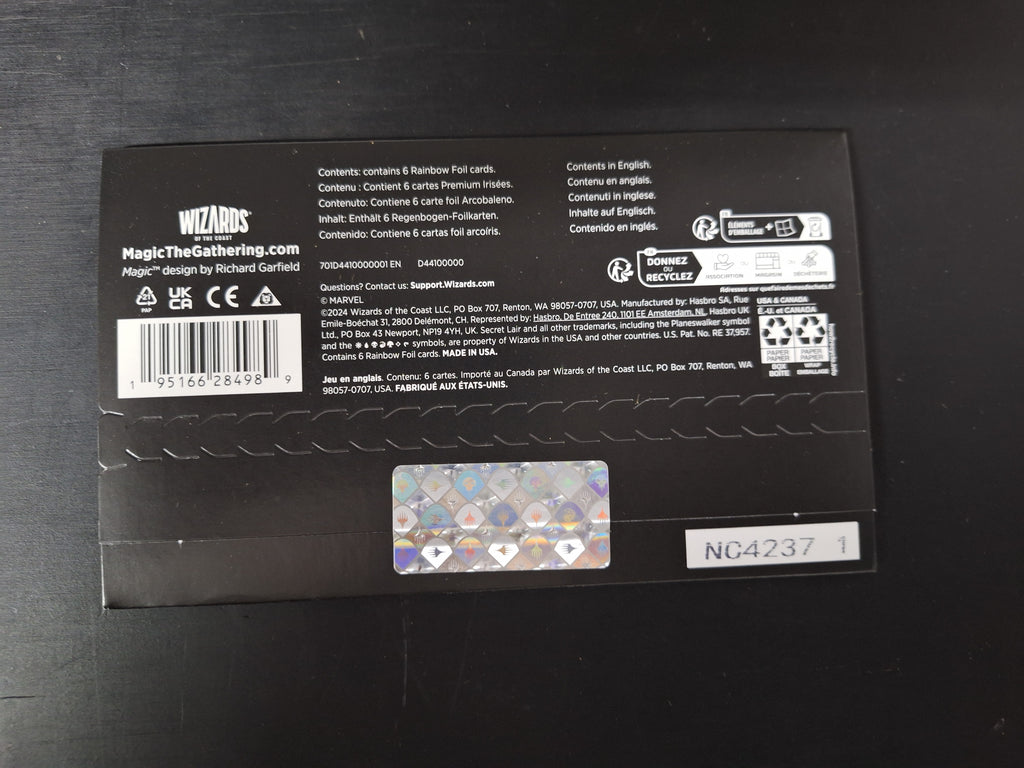 WIZARDS
OF THE COAST
MagicTheGathering.com
Magic™ design by Richard Garfield
21
PAP
UK
CA
CE
1 95166 28498 9
Contents: contains 6 Rainbow Foil cards.
Contenu : Contient 6 cartes Premium Irisées.
Contenuto: Contiene 6 carte foil Arcobaleno.
Inhalt: Enthält 6 Regenbogen-Foilkarten.
Contenido: Contiene 6 cartas foil arcoíris.
Contents in English.
Contenu en anglais.
Contenuti in inglese.
Inhalte auf Englisch.
Contenido en inglés.
701D4410000001 EN D44100000
Questions? Contact us: Support.Wizards.com
© MARVEL
©2024 Wizards of the Coast LLC, PO Box 707, Renton, WA 98057-0707, USA. Manufactured by: Hasbro SA, Rue
Emile-Boéchat 31, 2800 Delémont, CH. Represented by: Hasbro, De Entree 240, 1101 EE Amsterdam, NL. Hasbro UK
Ltd., PO Box 43 Newport, NP19 4YH, UK. Secret Lair and all other trademarks, including the Planeswalker symbol
and the symbols, are property of Wizards in the USA and other countries. U.S. Pat. No. RE 37,957.
Contains 6 Rainbow Foil cards. MADE IN USA.
Jeu en anglais. Contenu: 6 cartes. Importé au Canada par Wizards of the Coast LLC, PO Box 707, Renton, WA
98057-0707, USA. FABRIQUÉ AUX ÉTATS-UNIS.
ÉLÉMENTS
D'EMBALLAGE
+
DONNEZ
OU
RECYCLEZ
ASSOCIATION
OU
MAGASIN
OU
DÉCHÈTERIE
Adresses sur quefairedemesdechets.fr
USA & CANADA
É.-U. et CANADA
PAPER
PAPIER
BOX
BOÎTE
PAPER
PAPIER
WRAP
EMBALLAGE
NC4237